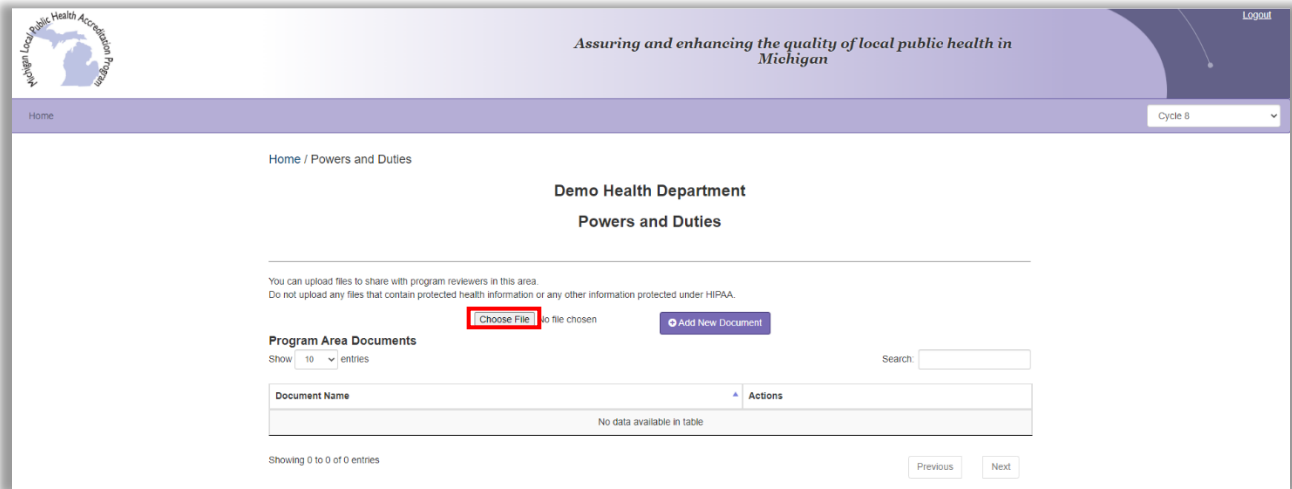 Michigan Local Public Health Accreditation Program
Logout
Assuring and enhancing the quality of local public health in
Michigan
Home
Cycle 8
Home / Powers and Duties
Demo Health Department
Powers and Duties
You can upload files to share with program reviewers in this area.
Do not upload any files that contain protected health information or any other information protected under HIPAA.
Choose File No file chosen Add New Document
Program Area Documents
Show 10 entries Search:
Document Name Actions
No data available in table
Showing 0 to 0 of 0 entries
Previous Next